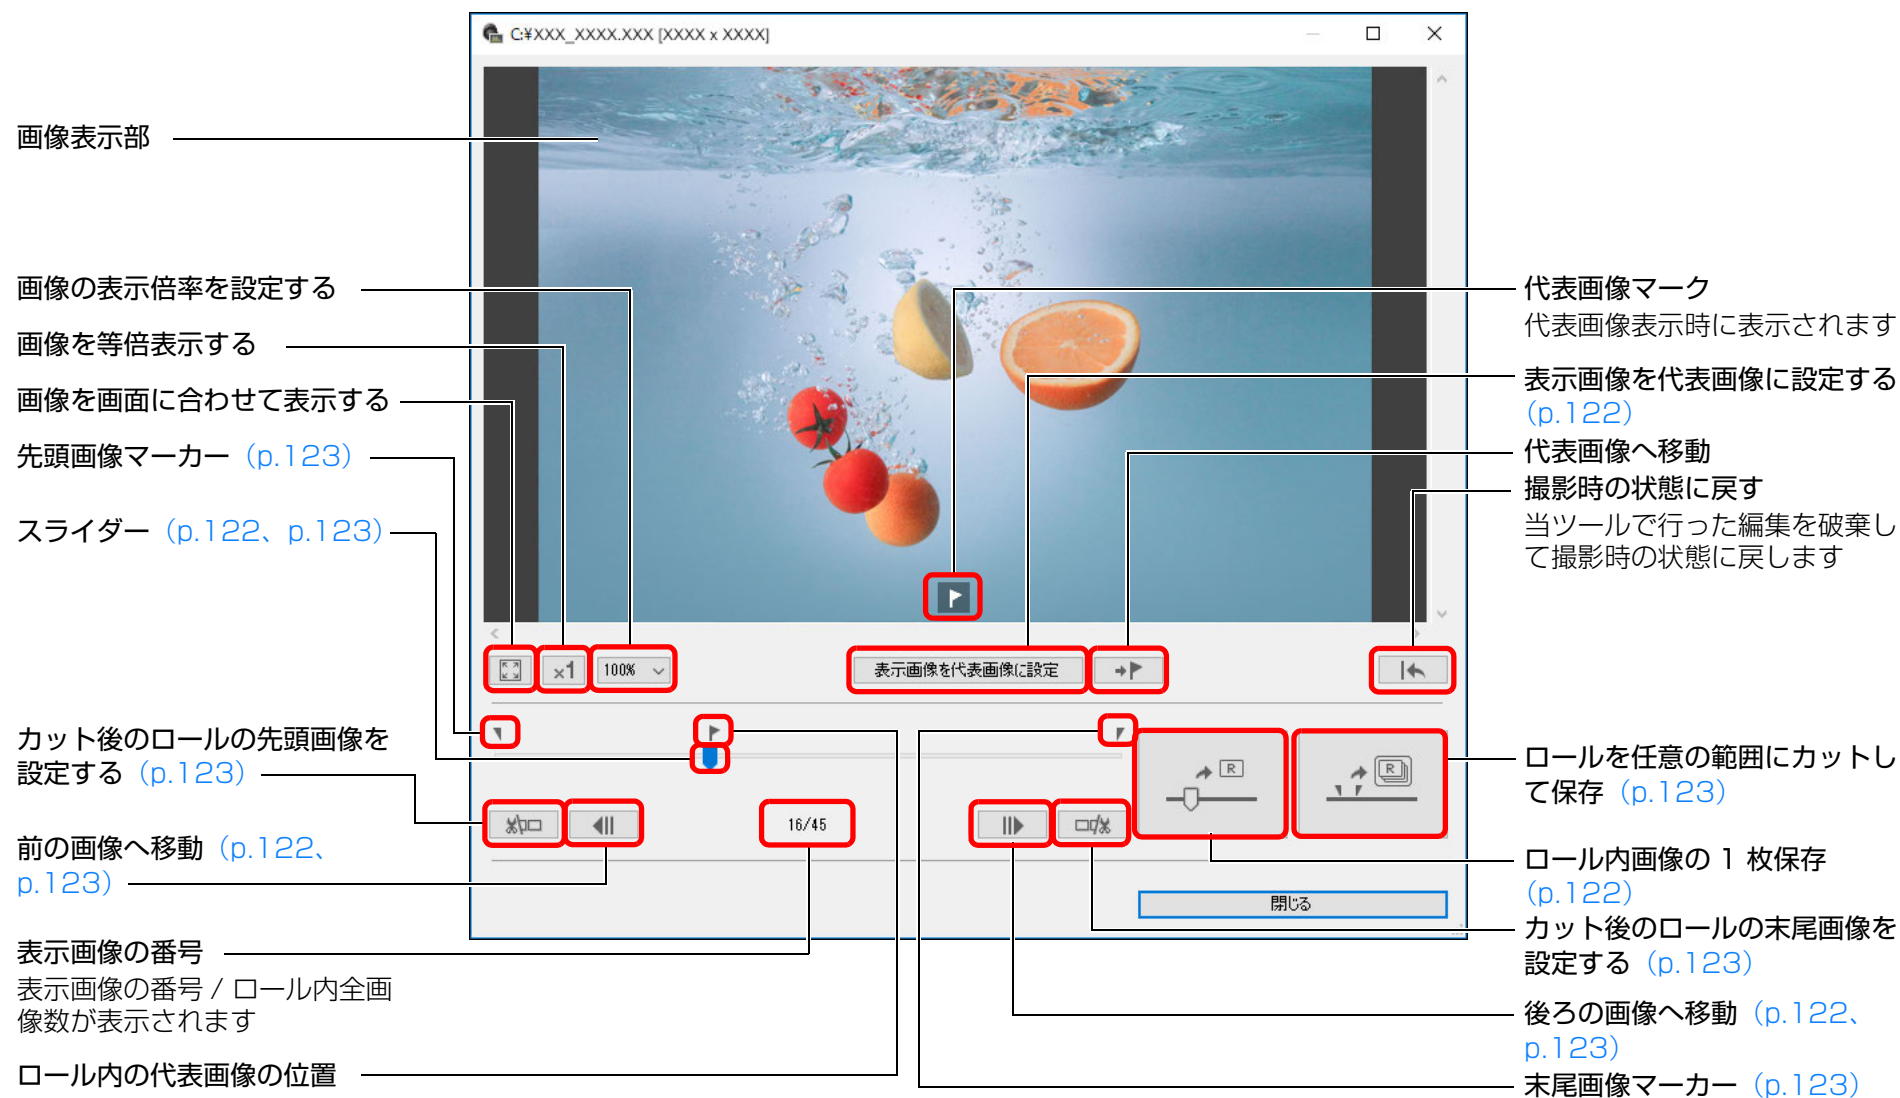 C:¥XXX_XXXX.XXX [XXXX x XXXX]
画像表示部
画像の表示倍率を設定する
画像を等倍表示する
画像を画面に合わせて表示する
先頭画像マーカー（p.123）
スライダー（p.122、p.123）
カット後のロールの先頭画像を
設定する（p.123）
前の画像へ移動（p.122、
p.123）
表示画像の番号
表示画像の番号 / ロール内全画
像数が表示されます
ロール内の代表画像の位置
×1
100%
表示画像を代表画像に設定
16/45
R
R
閉じる
代表画像マーク
代表画像表示時に表示されます
表示画像を代表画像に設定する
（p.122）
代表画像へ移動
撮影時の状態に戻す
当ツールで行った編集を破棄し
て撮影時の状態に戻します
ロールを任意の範囲にカットし
て保存（p.123）
ロール内画像の 1 枚保存
（p.122）
カット後のロールの末尾画像を
設定する（p.123）
後ろの画像へ移動（p.122、
p.123）
末尾画像マーカー（p.123）